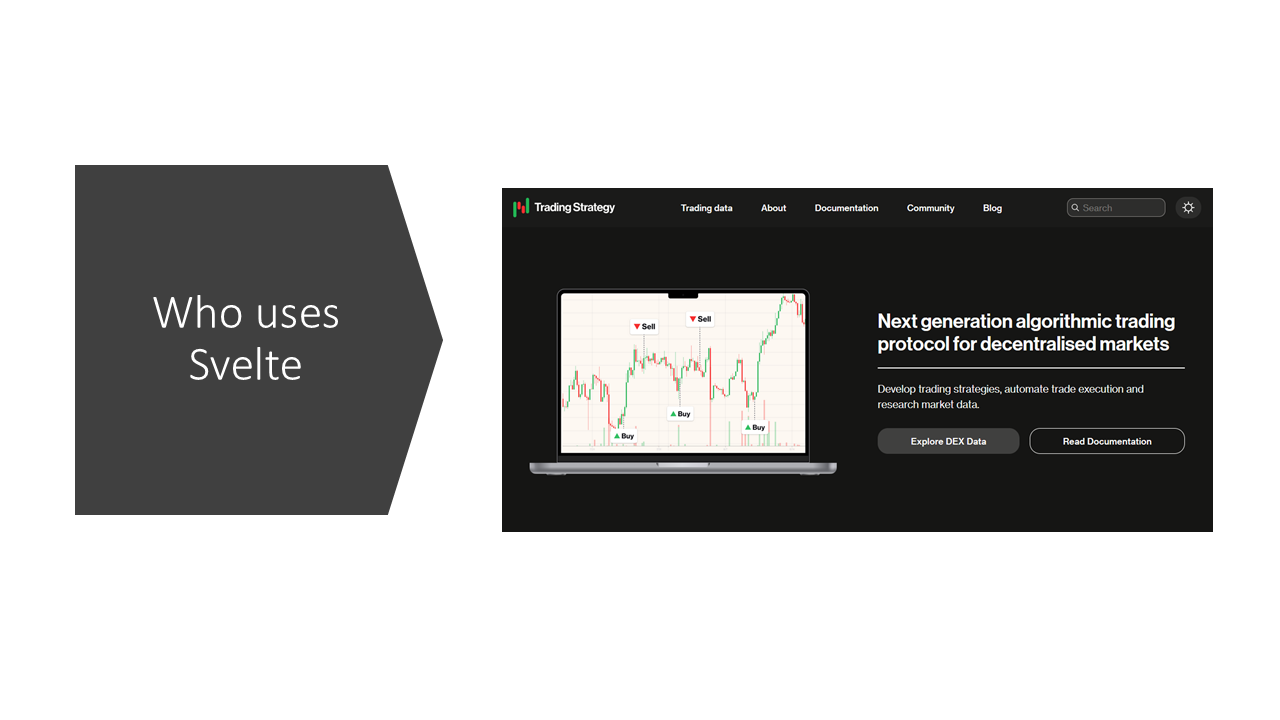 Who uses
Svelte
Trading Strategy
Trading data
About
Documentation
Community
Blog
Search
Sell
Sell
Buy
Buy
Buy
Next generation algorithmic trading
protocol for decentralised markets
Develop trading strategies, automate trade execution and
research market data.
Explore DEX Data
Read Documentation